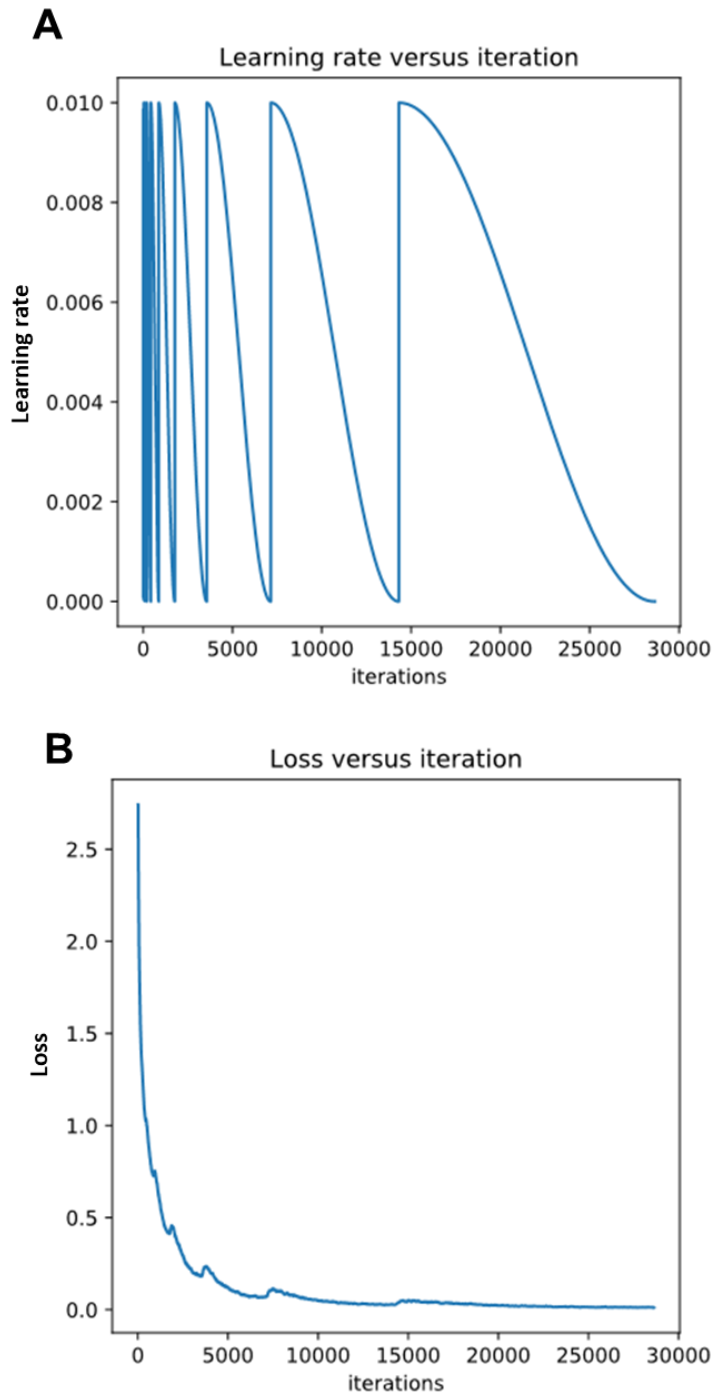 A
Learning rate versus iteration
0.010
0.008
0.006
0.004
0.002
0.000
Learning rate
0 5000 10000 15000 20000 25000 30000
iterations
B
Loss versus iteration
2.5
2.0
1.5
1.0
0.5
0.0
Loss
0 5000 10000 15000 20000 25000 30000
iterations